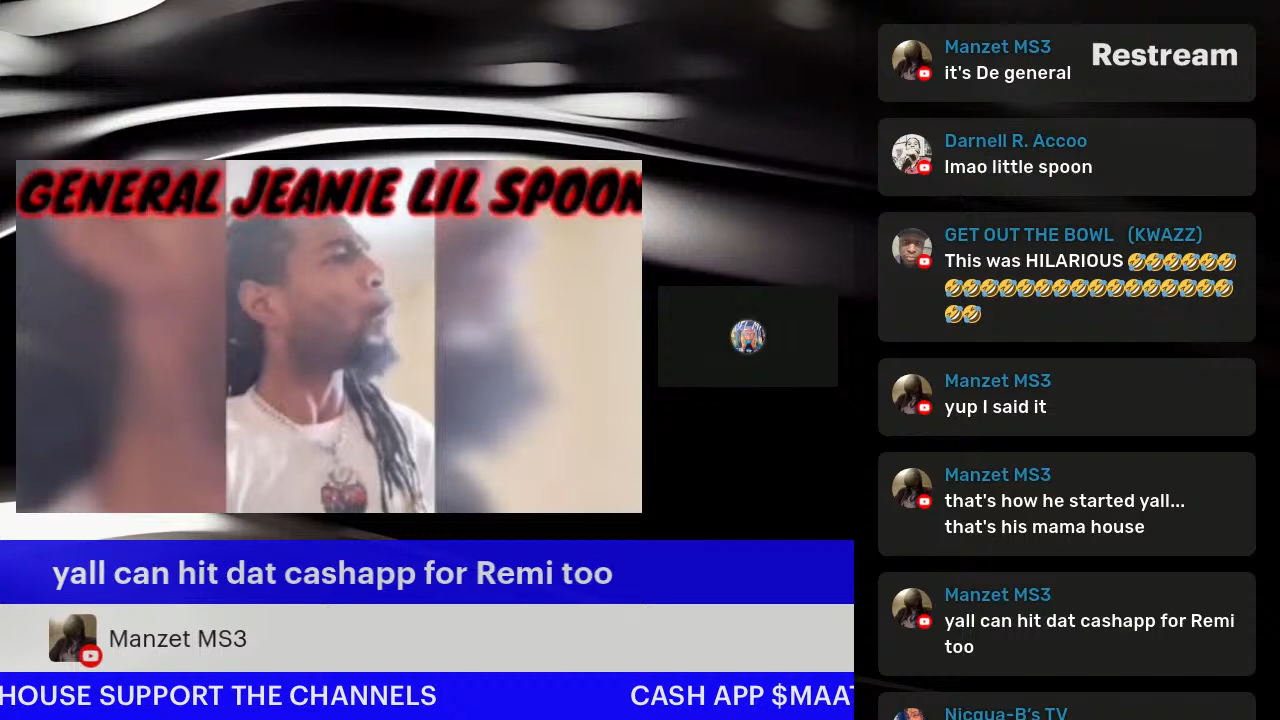 GENERAL JEANIE LIL SPOON
yall can hit dat cashapp for Remi too
Manzet MS3
HOUSE SUPPORT THE CHANNELS CASH APP $MAAT
Restream
Manzet MS3
it's De general
Darnell R. Accoo
lmao little spoon
GET OUT THE BOWL (KWAZZ)
This was HILARIOUS 🤣🤣🤣🤣🤣🤣
🤣🤣🤣🤣🤣🤣🤣🤣🤣🤣🤣🤣🤣🤣🤣🤣
🤣🤣
Manzet MS3
yup I said it
Manzet MS3
that's how he started yall...
that's his mama house
Manzet MS3
yall can hit dat cashapp for Remi
too
Nicqua-B's TV